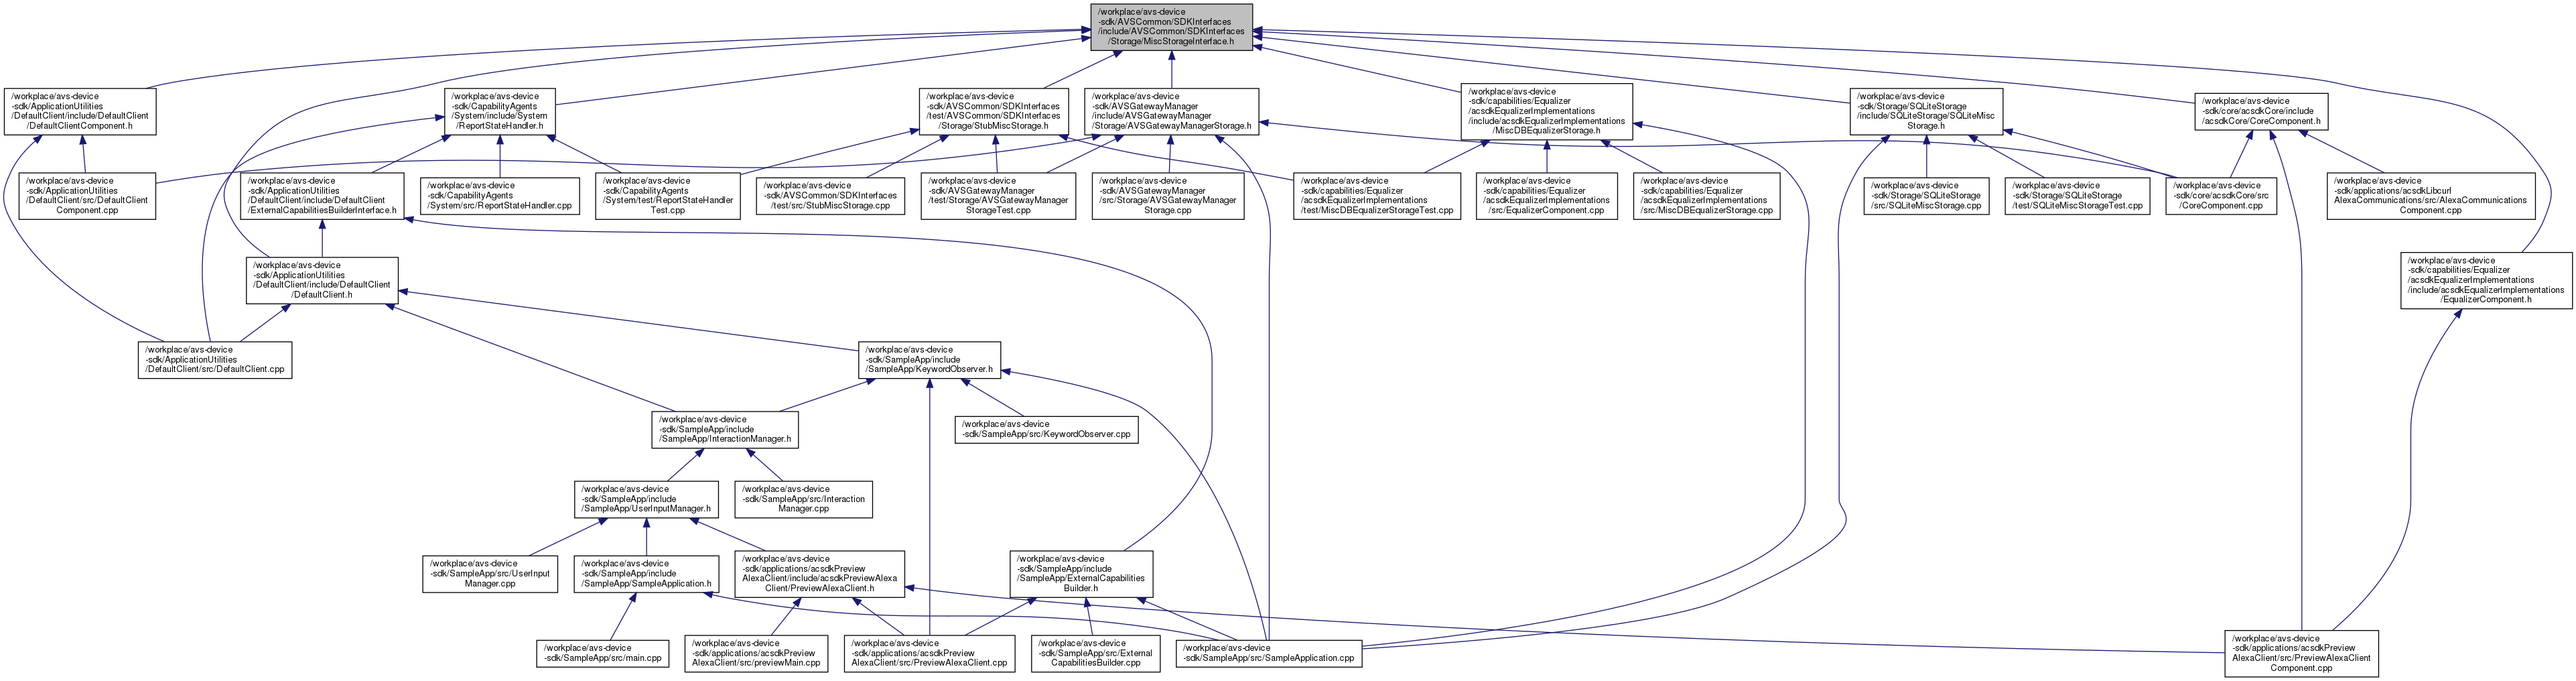 /workplace/avs-device
-sdk/AVSCommon/SDKInterfaces
/include/AVSCommon/SDKInterfaces
/Storage/MiscStorageInterface.h
/workplace/avs-device
-sdk/ApplicationUtilities
/DefaultClient/include/DefaultClient
/DefaultClientComponent.h
/workplace/avs-device
-sdk/CapabilityAgents
/System/include/System
/ReportStateHandler.h
/workplace/avs-device
-sdk/AVSCommon/SDKInterfaces
/test/AVSCommon/SDKInterfaces
/Storage/StubMiscStorage.h
/workplace/avs-device
-sdk/AVSGatewayManager
/include/AVSGatewayManager
/Storage/AVSGatewayManagerStorage.h
/workplace/avs-device
-sdk/capabilities/Equalizer
/acsdkEqualizerImplementations
/include/acsdkEqualizerImplementations
/MiscDBEqualizerStorage.h
/workplace/avs-device
-sdk/Storage/SQLiteStorage
/include/SQLiteStorage/SQLiteMisc
Storage.h
/workplace/avs-device
-sdk/core/acsdkCore/include
/acsdkCore/CoreComponent.h
/workplace/avs-device
-sdk/ApplicationUtilities
/DefaultClient/src/DefaultClient
Component.cpp
/workplace/avs-device
-sdk/ApplicationUtilities
/DefaultClient/include/DefaultClient
/ExternalCapabilitiesBuilderInterface.h
/workplace/avs-device
-sdk/CapabilityAgents
/System/src/ReportStateHandler.cpp
/workplace/avs-device
-sdk/CapabilityAgents
/System/test/ReportStateHandler
Test.cpp
/workplace/avs-device
-sdk/AVSCommon/SDKInterfaces
/test/src/StubMiscStorage.cpp
/workplace/avs-device
-sdk/AVSGatewayManager
/test/Storage/AVSGatewayManager
StorageTest.cpp
/workplace/avs-device
-sdk/AVSGatewayManager
/src/Storage/AVSGatewayManager
Storage.cpp
/workplace/avs-device
-sdk/capabilities/Equalizer
/acsdkEqualizerImplementations
/test/MiscDBEqualizerStorageTest.cpp
/workplace/avs-device
-sdk/capabilities/Equalizer
/acsdkEqualizerImplementations
/src/EqualizerComponent.cpp
/workplace/avs-device
-sdk/capabilities/Equalizer
/acsdkEqualizerImplementations
/src/MiscDBEqualizerStorage.cpp
/workplace/avs-device
-sdk/Storage/SQLiteStorage
/src/SQLiteMiscStorage.cpp
/workplace/avs-device
-sdk/Storage/SQLiteStorage
/test/SQLiteMiscStorageTest.cpp
/workplace/avs-device
-sdk/core/acsdkCore/src
/CoreComponent.cpp
/workplace/avs-device
-sdk/applications/acsdkLibcurl
AlexaCommunications/src/AlexaCommunications
Component.cpp
/workplace/avs-device
-sdk/ApplicationUtilities
/DefaultClient/include/DefaultClient
/DefaultClient.h
/workplace/avs-device
-sdk/capabilities/Equalizer
/acsdkEqualizerImplementations
/include/acsdkEqualizerImplementations
/EqualizerComponent.h
/workplace/avs-device
-sdk/ApplicationUtilities
/DefaultClient/src/DefaultClient.cpp
/workplace/avs-device
-sdk/SampleApp/include
/SampleApp/KeywordObserver.h
/workplace/avs-device
-sdk/SampleApp/include
/SampleApp/InteractionManager.h
/workplace/avs-device
-sdk/SampleApp/src/KeywordObserver.cpp
/workplace/avs-device
-sdk/SampleApp/include
/SampleApp/UserInputManager.h
/workplace/avs-device
-sdk/SampleApp/src/Interaction
Manager.cpp
/workplace/avs-device
-sdk/SampleApp/src/UserInput
Manager.cpp
/workplace/avs-device
-sdk/SampleApp/include
/SampleApp/SampleApplication.h
/workplace/avs-device
-sdk/applications/acsdkPreview
AlexaClient/include/acsdkPreviewAlexa
Client/PreviewAlexaClient.h
/workplace/avs-device
-sdk/SampleApp/include
/SampleApp/ExternalCapabilities
Builder.h
/workplace/avs-device
-sdk/SampleApp/src/main.cpp
/workplace/avs-device
-sdk/applications/acsdkPreview
AlexaClient/src/previewMain.cpp
/workplace/avs-device
-sdk/applications/acsdkPreview
AlexaClient/src/PreviewAlexaClient.cpp
/workplace/avs-device
-sdk/SampleApp/src/External
CapabilitiesBuilder.cpp
/workplace/avs-device
-sdk/SampleApp/src/SampleApplication.cpp
/workplace/avs-device
-sdk/applications/acsdkPreview
AlexaClient/src/PreviewAlexaClient
Component.cpp